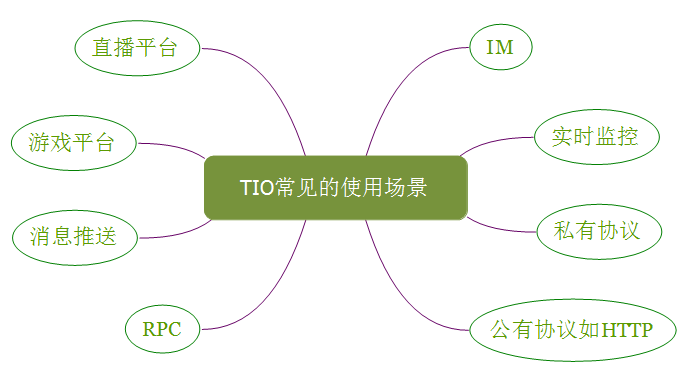 直播平台
IM
游戏平台
实时监控
TIO常见的使用场景
消息推送
私有协议
RPC
公有协议如HTTP